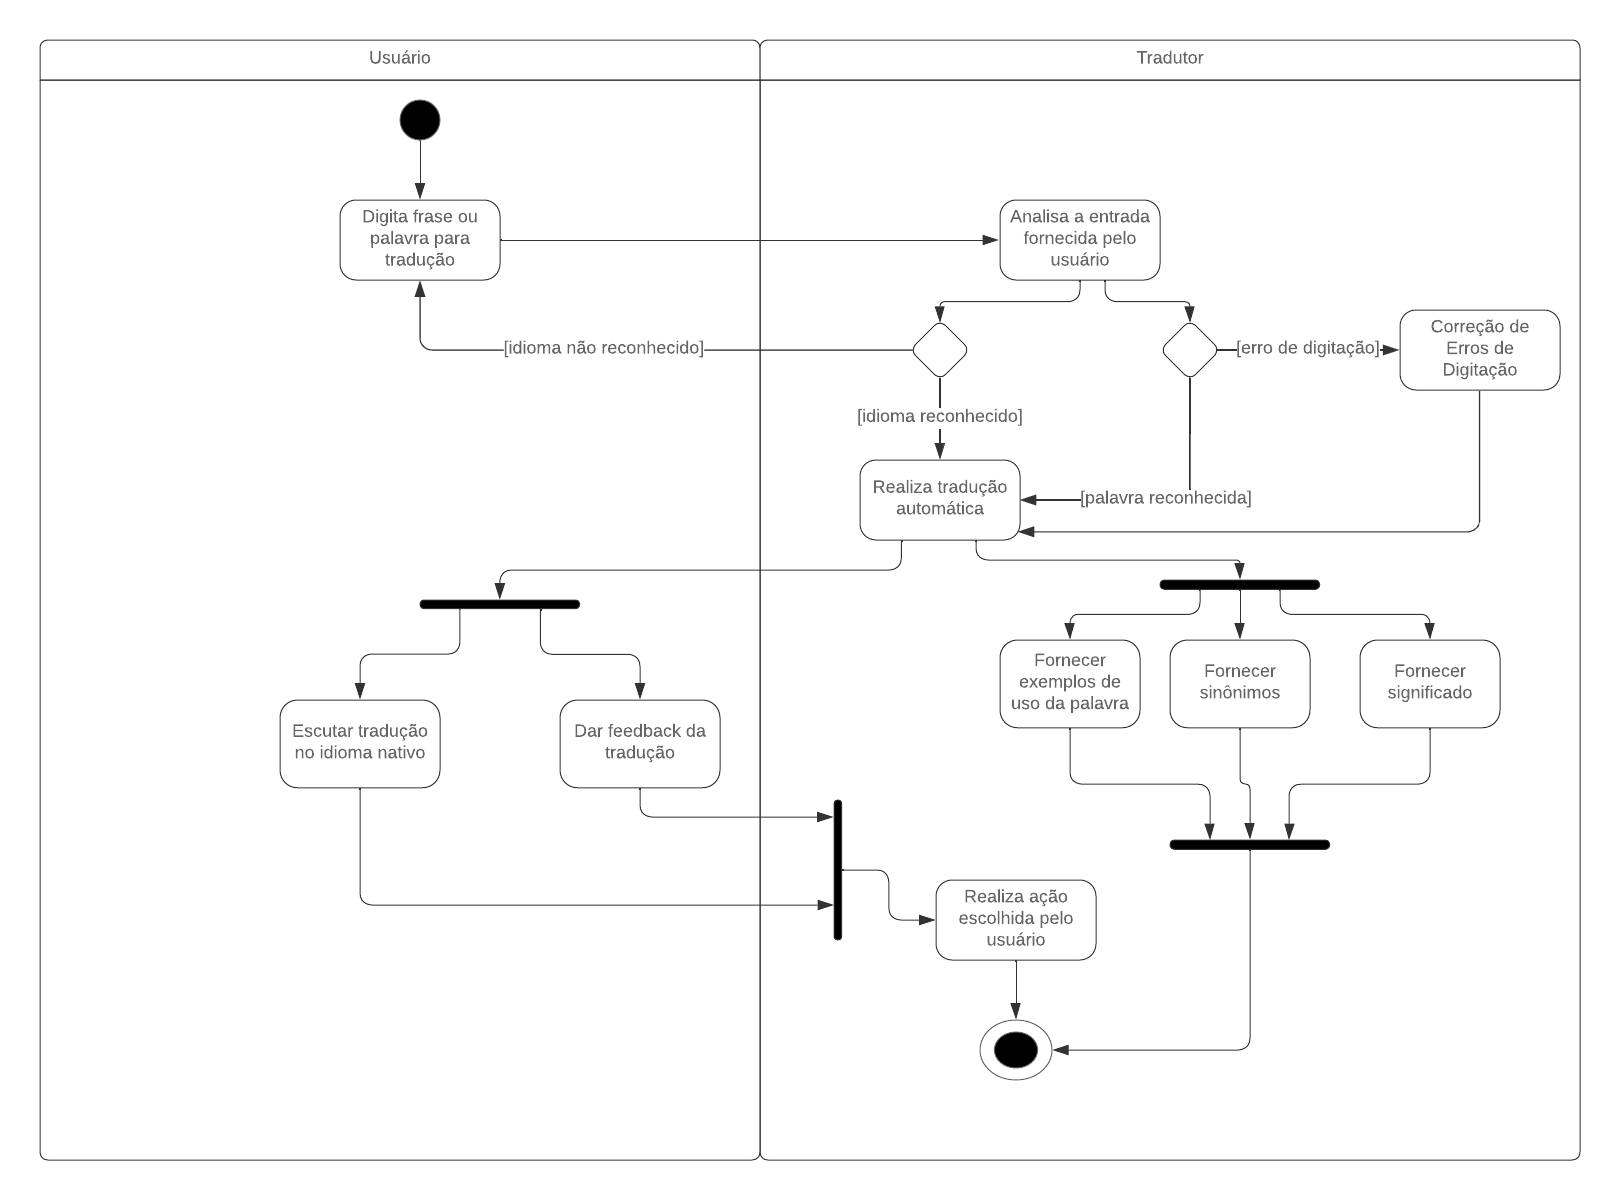 Usuário
Tradutor
Digita frase ou
palavra para
tradução
Analisa a entrada
fornecida pelo
usuário
[idioma não reconhecido]
[erro de digitação]
Correção de
Erros de
Digitação
[idioma reconhecido]
Realiza tradução
automática
[palavra reconhecida]
Fornecer
exemplos de
uso da palavra
Fornecer
sinônimos
Fornecer
significado
Escutar tradução
no idioma nativo
Dar feedback da
tradução
Realiza ação
escolhida pelo
usuário